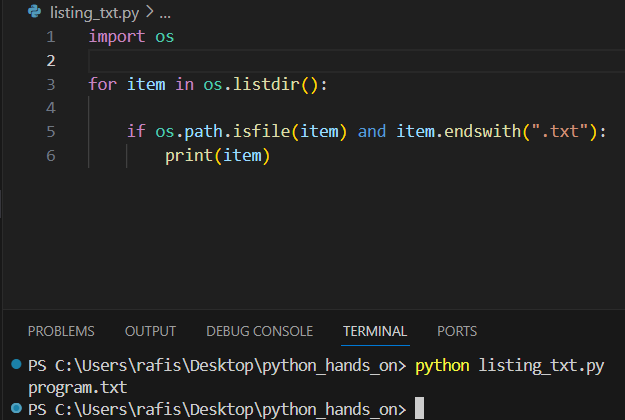 listing_txt.py > ...
1 import os
2
3 for item in os.listdir():
4
5     if os.path.isfile(item) and item.endswith(".txt"):
6         print(item)
PROBLEMS OUTPUT DEBUG CONSOLE TERMINAL PORTS
PS C:\Users\rafis\Desktop\python_hands_on> python listing_txt.py
program.txt
PS C:\Users\rafis\Desktop\python_hands_on>